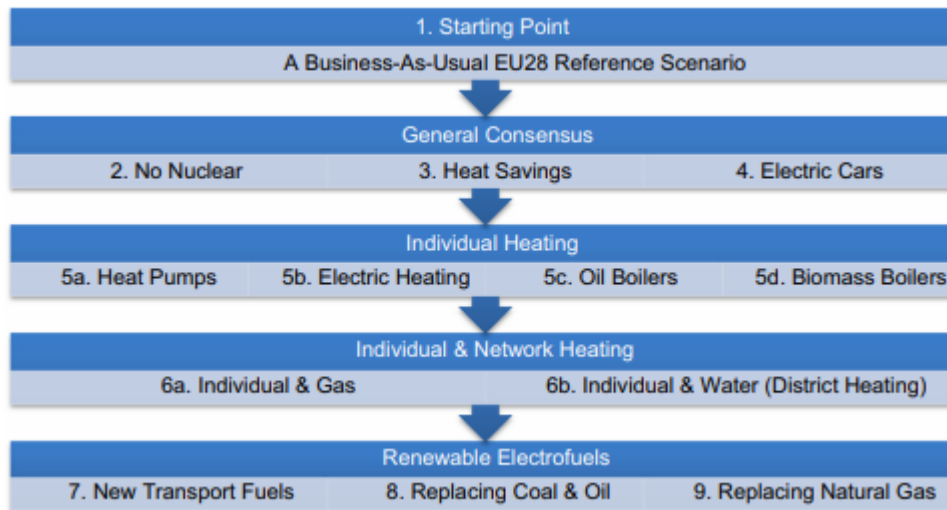 1. Starting Point
A Business-As-Usual EU28 Reference Scenario
General Consensus
2. No Nuclear 3. Heat Savings 4. Electric Cars
Individual Heating
5a. Heat Pumps 5b. Electric Heating 5c. Oil Boilers 5d. Biomass Boilers
Individual & Network Heating
6a. Individual & Gas 6b. Individual & Water (District Heating)
Renewable Electrofuels
7. New Transport Fuels 8. Replacing Coal & Oil 9. Replacing Natural Gas